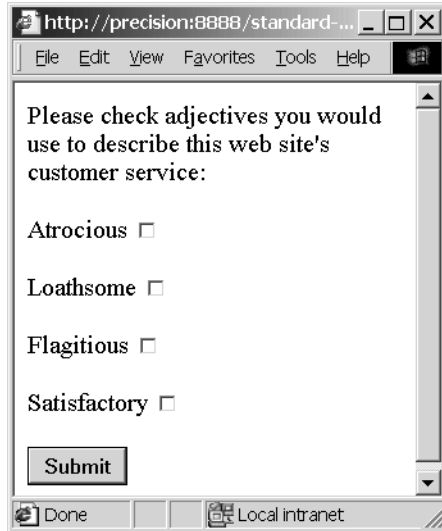 http://precision:8888/standard-...
File Edit View Favorites Tools Help
Please check adjectives you would
use to describe this web site's
customer service:
Atrocious
Loathsome
Flagitious
Satisfactory
Submit
Done Local intranet